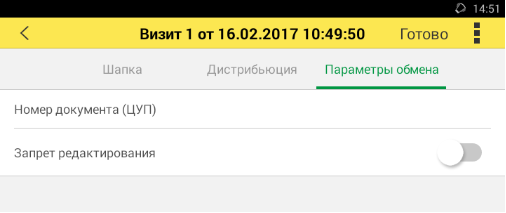 14:51
Визит 1 от 16.02.2017 10:49:50 Готово
Шапка Дистрибьюция Параметры обмена
Номер документа (ЦУП)
Запрет редактирования